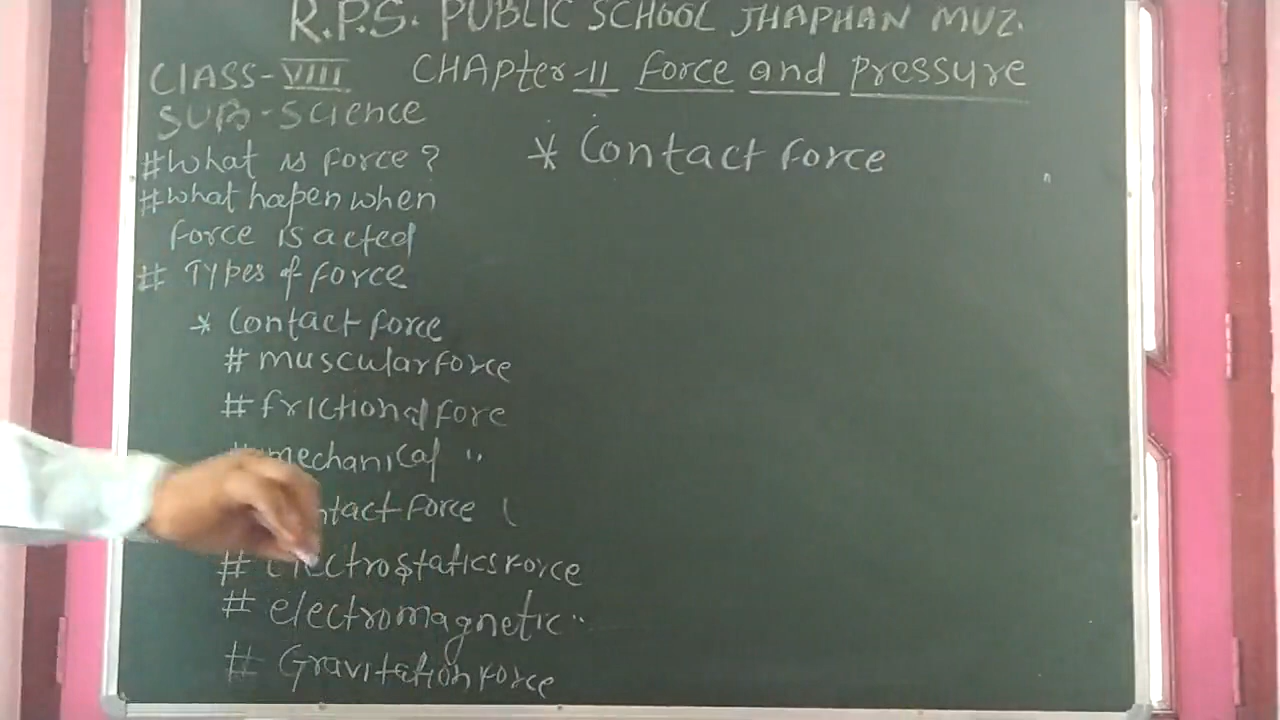 R.P.S. PUBLIC SCHOOL JHAPHAN MUZ.
CLASS-VIII CHAPter-11 Force and Pressure
SUB-Science
#What is force?
#What hapen when
force is acted
# Types of force
* Contact force
# muscular force
# frictional fore
# mechanical "
ntact force (
# electrostatics Force
# electromagnetic "
# Gravitation Force
* Contact force